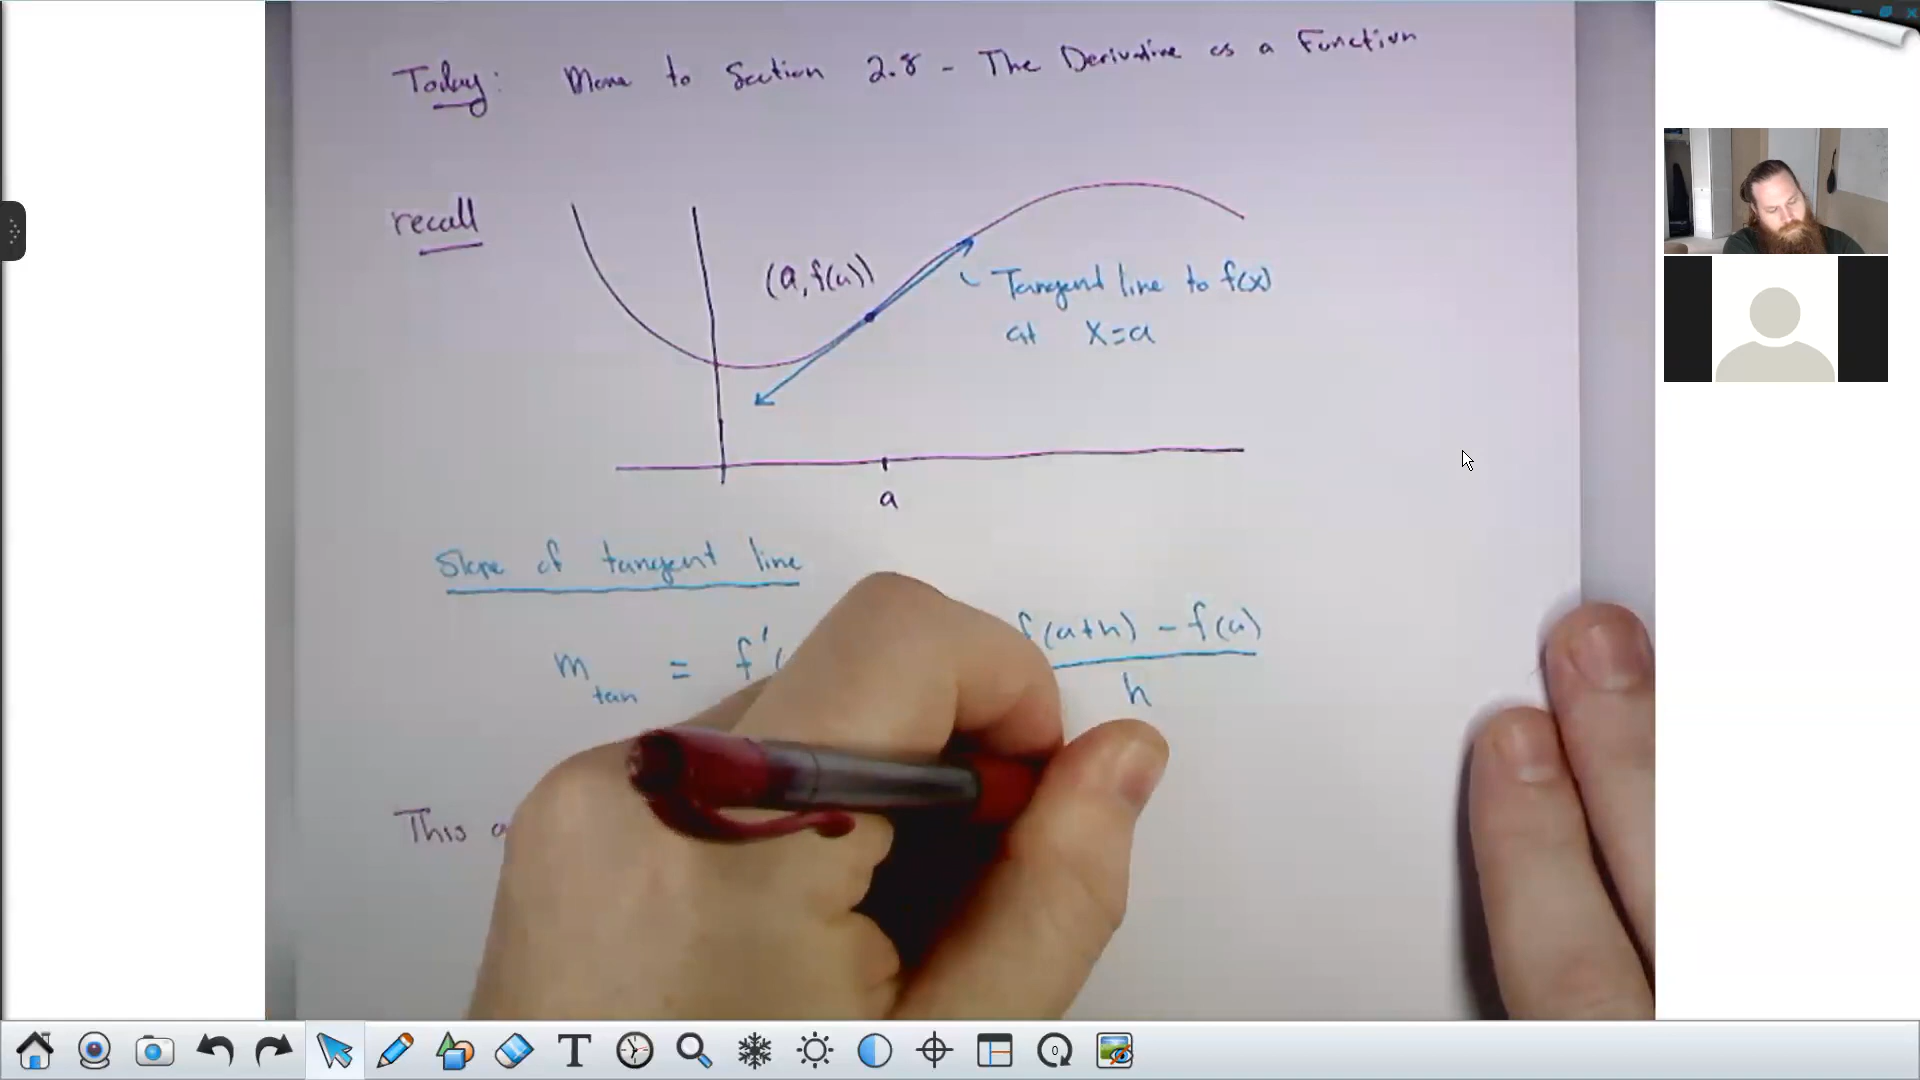 Today: Move to Section 2.8 - The Derivative as a Function
recall
(a, f(a))
Tangent line to f(x)
at x=a
a
Slope of tangent line
m tan = f'( f(a+h) - f(a)
h
This
T
0